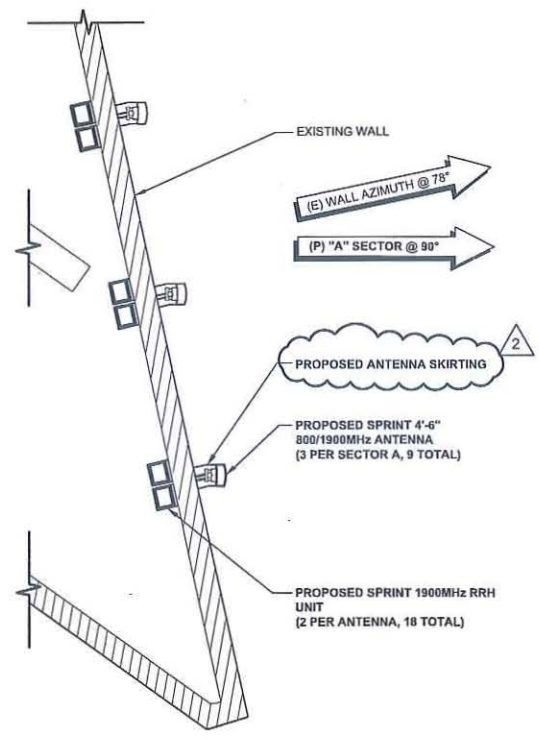 EXISTING WALL
(E) WALL AZIMUTH @ 78°
(P) "A" SECTOR @ 90°
2
PROPOSED ANTENNA SKIRTING
PROPOSED SPRINT 4'-6"
800/1900MHz ANTENNA
(3 PER SECTOR A, 9 TOTAL)
PROPOSED SPRINT 1900MHz RRH
UNIT
(2 PER ANTENNA, 18 TOTAL)